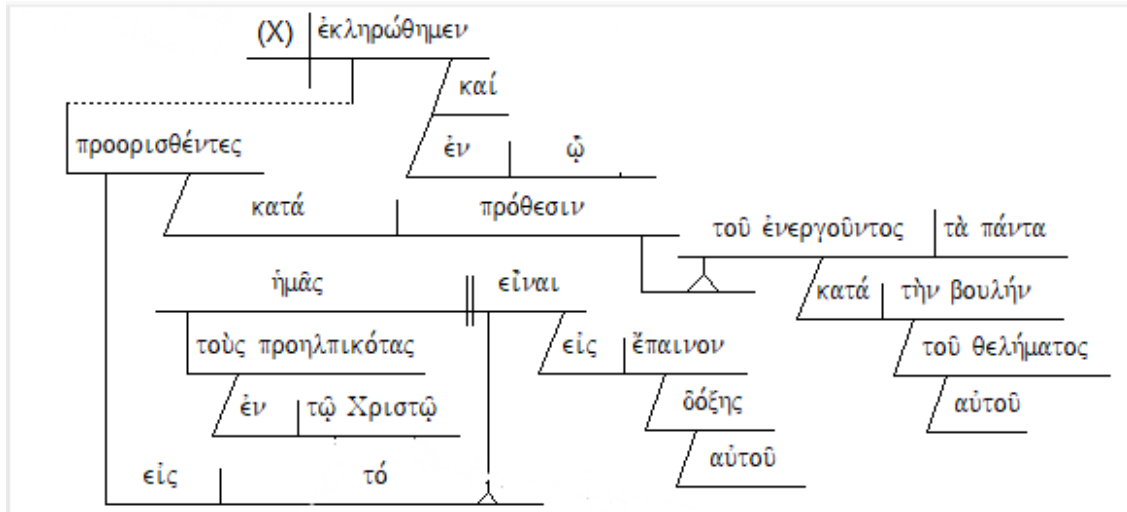 (X) ἐκληρώθημεν
καί
προορισθέντες ἐν ᾧ
κατά πρόθεσιν
τοῦ ἐνεργοῦντος τὰ πάντα
ἡμᾶς εἶναι κατά τὴν βουλήν
τοὺς προηλπικότας εἰς ἔπαινον τοῦ θελήματος
ἐν τῷ Χριστῷ δόξης αὐτοῦ
εἰς τό αὐτοῦ